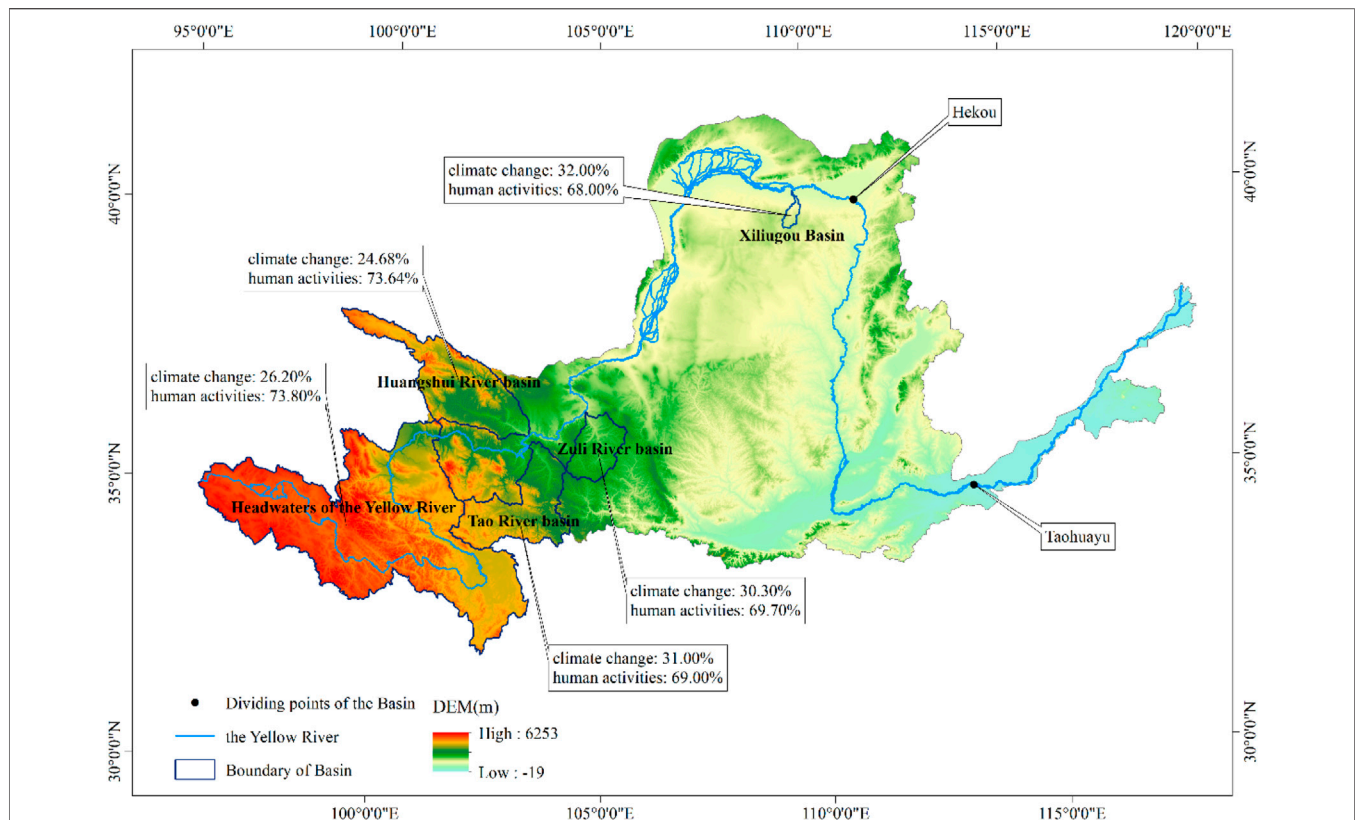 95°0'0"E
100°0'0"E
105°0'0"E
110°0'0"E
115°0'0"E
120°0'0"E
Hekou
climate change: 32.00%
human activities: 68.00%
40°0'0"N
40°0'0"N
Xiliugou Basin
climate change: 24.68%
human activities: 73.64%
climate change: 26.20%
human activities: 73.80%
Huangshui River basin
Zuli River basin
35°0'0"N
35°0'0"N
Headwaters of the Yellow River
Tao River basin
Taohuayu
climate change: 30.30%
human activities: 69.70%
climate change: 31.00%
human activities: 69.00%
Dividing points of the Basin
the Yellow River
Boundary of Basin
DEM(m)
High : 6253
Low : -19
30°0'0"N
30°0'0"N
100°0'0"E
105°0'0"E
110°0'0"E
115°0'0"E